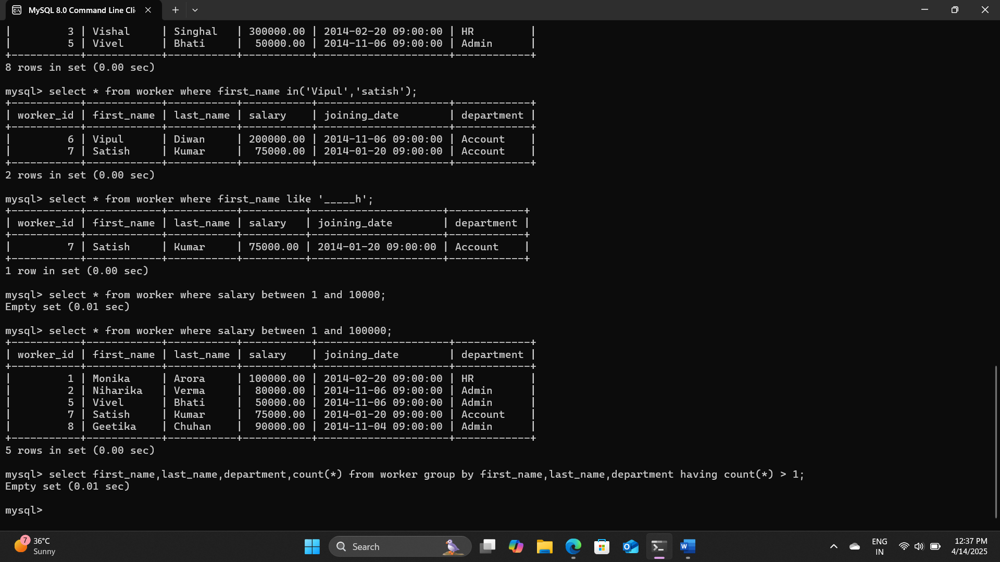 MySQL 8.0 Command Line Cli
|         3 | Vishal     | Singhal   | 300000.00 | 2014-02-20 09:00:00 | HR         |
|         5 | Vivel      | Bhati     |  50000.00 | 2014-11-06 09:00:00 | Admin      |
+-----------+------------+-----------+-----------+---------------------+------------+
8 rows in set (0.00 sec)
mysql> select * from worker where first_name in('Vipul','satish');
+-----------+------------+-----------+-----------+---------------------+------------+
| worker_id | first_name | last_name | salary    | joining_date        | department |
+-----------+------------+-----------+-----------+---------------------+------------+
|         6 | Vipul      | Diwan     | 200000.00 | 2014-11-06 09:00:00 | Account    |
|         7 | Satish     | Kumar     |  75000.00 | 2014-01-20 09:00:00 | Account    |
+-----------+------------+-----------+-----------+---------------------+------------+
2 rows in set (0.00 sec)
mysql> select * from worker where first_name like '_____h';
+-----------+------------+-----------+----------+---------------------+------------+
| worker_id | first_name | last_name | salary   | joining_date        | department |
+-----------+------------+-----------+----------+---------------------+------------+
|         7 | Satish     | Kumar     | 75000.00 | 2014-01-20 09:00:00 | Account    |
+-----------+------------+-----------+----------+---------------------+------------+
1 row in set (0.00 sec)
mysql> select * from worker where salary between 1 and 10000;
Empty set (0.01 sec)
mysql> select * from worker where salary between 1 and 100000;
+-----------+------------+-----------+-----------+---------------------+------------+
| worker_id | first_name | last_name | salary    | joining_date        | department |
+-----------+------------+-----------+-----------+---------------------+------------+
|         1 | Monika     | Arora     | 100000.00 | 2014-02-20 09:00:00 | HR         |
|         2 | Niharika   | Verma     |  80000.00 | 2014-11-06 09:00:00 | Admin      |
|         5 | Vivel      | Bhati     |  50000.00 | 2014-11-06 09:00:00 | Admin      |
|         7 | Satish     | Kumar     |  75000.00 | 2014-01-20 09:00:00 | Account    |
|         8 | Geetika    | Chuhan    |  90000.00 | 2014-11-04 09:00:00 | Admin      |
+-----------+------------+-----------+-----------+---------------------+------------+
5 rows in set (0.00 sec)
mysql> select first_name,last_name,department,count(*) from worker group by first_name,last_name,department having count(*) > 1;
Empty set (0.01 sec)
mysql>
7
36°C
Sunny
Search
ENG
IN
12:37 PM
4/14/2025